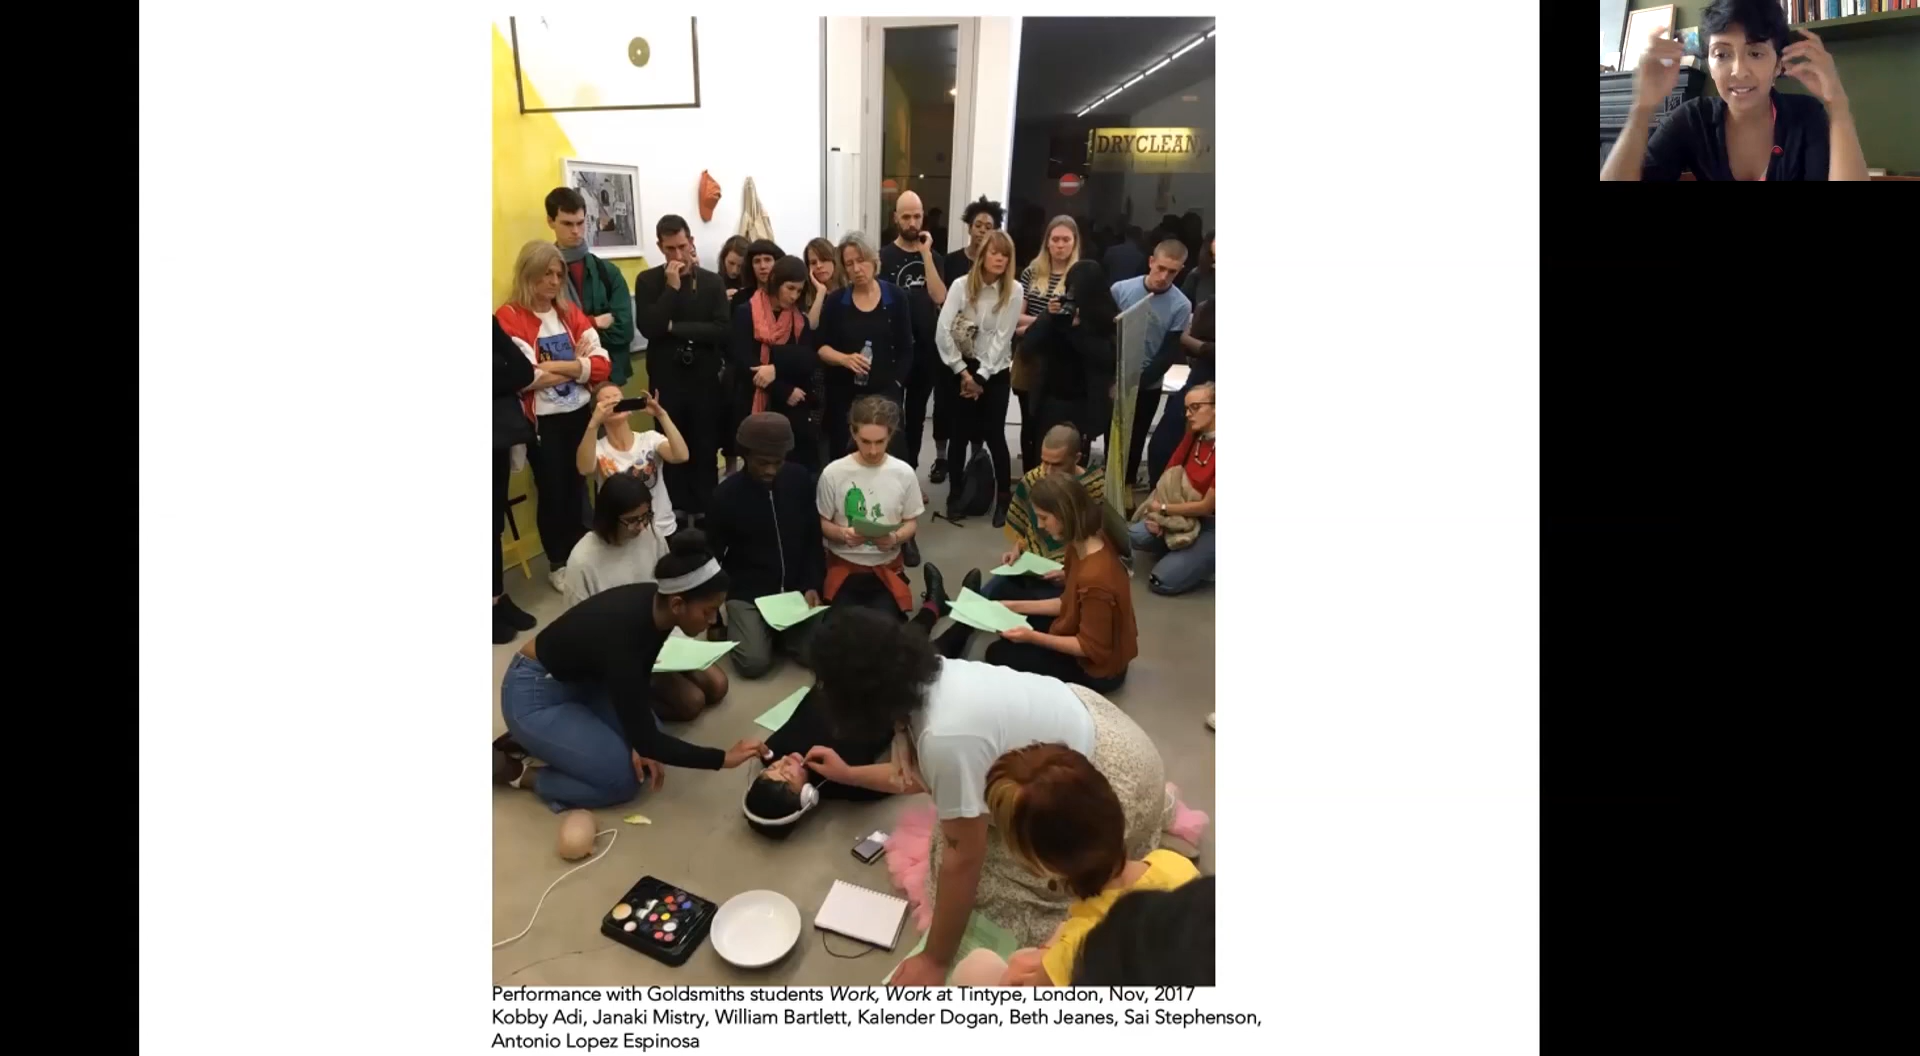 DRYCLEAN
Performance with Goldsmiths students Work, Work at Tintype, London, Nov, 2017
Kobby Adi, Janaki Mistry, William Bartlett, Kalender Dogan, Beth Jeanes, Sai Stephenson,
Antonio Lopez Espinosa